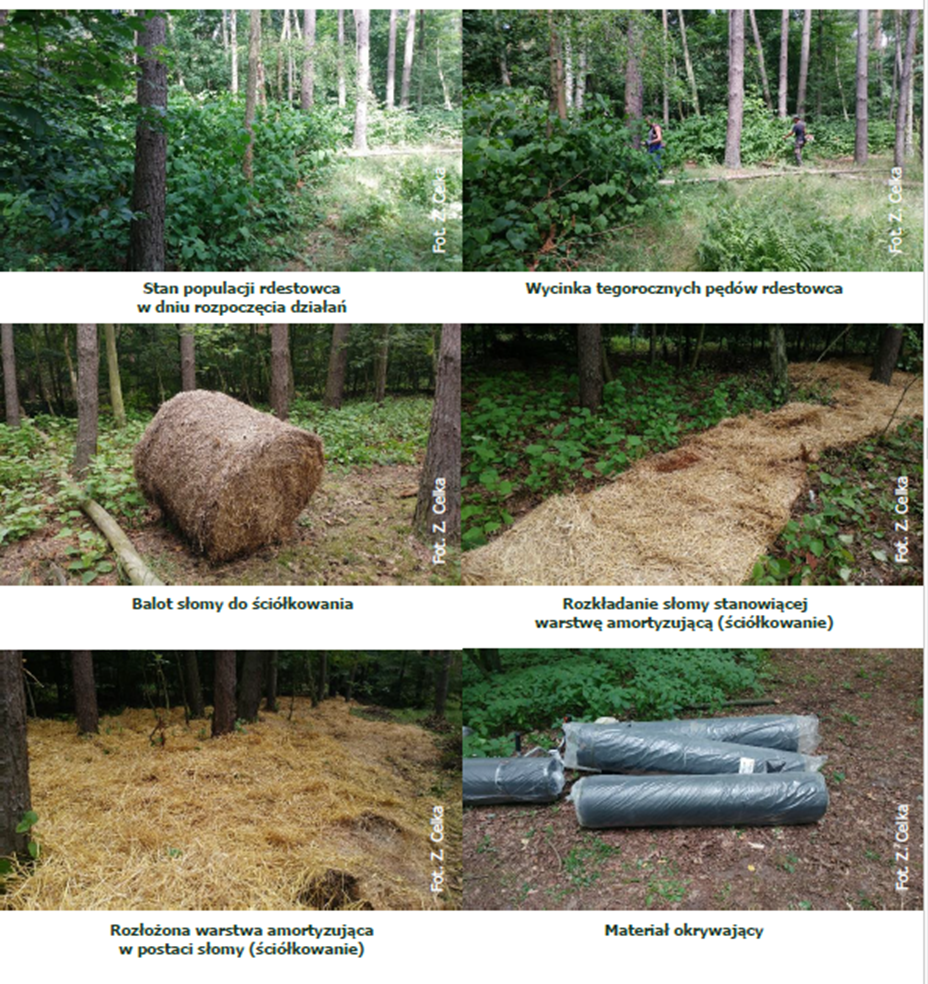 Fot. Z. Celka
Fot. Z. Celka
Stan populacji rdestowca
w dniu rozpoczęcia działań
Wycinka tegorocznych pędów rdestowca
Fot. Z. Celka
Fot. Z. Celka
Balot słomy do ściółkowania
Rozkładanie słomy stanowiącej
warstwę amortyzującą (ściółkowanie)
Fot. Z. Celka
Fot. Z. Celka
Rozłożona warstwa amortyzująca
w postaci słomy (ściółkowanie)
Materiał okrywający